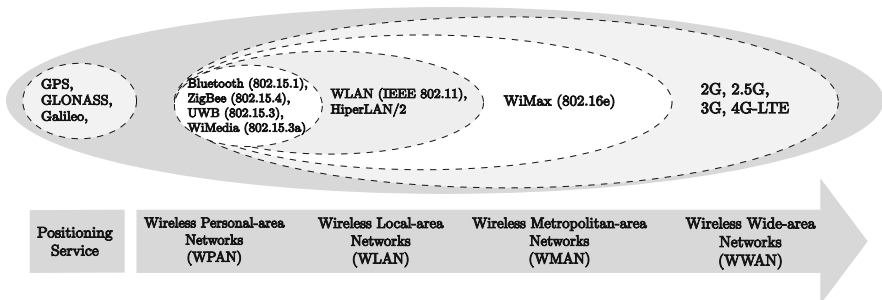 GPS,
GLONASS,
Galileo,
Bluetooth (802.15.1),
ZigBee (802.15.4),
UWB (802.15.3),
WiMedia (802.15.3a)
WLAN (IEEE 802.11),
HiperLAN/2
WiMax (802.16e)
2G, 2.5G,
3G, 4G-LTE
Positioning
Service
Wireless Personal-area
Networks
(WPAN)
Wireless Local-area
Networks
(WLAN)
Wireless Metropolitan-area
Networks
(WMAN)
Wireless Wide-area
Networks
(WWAN)